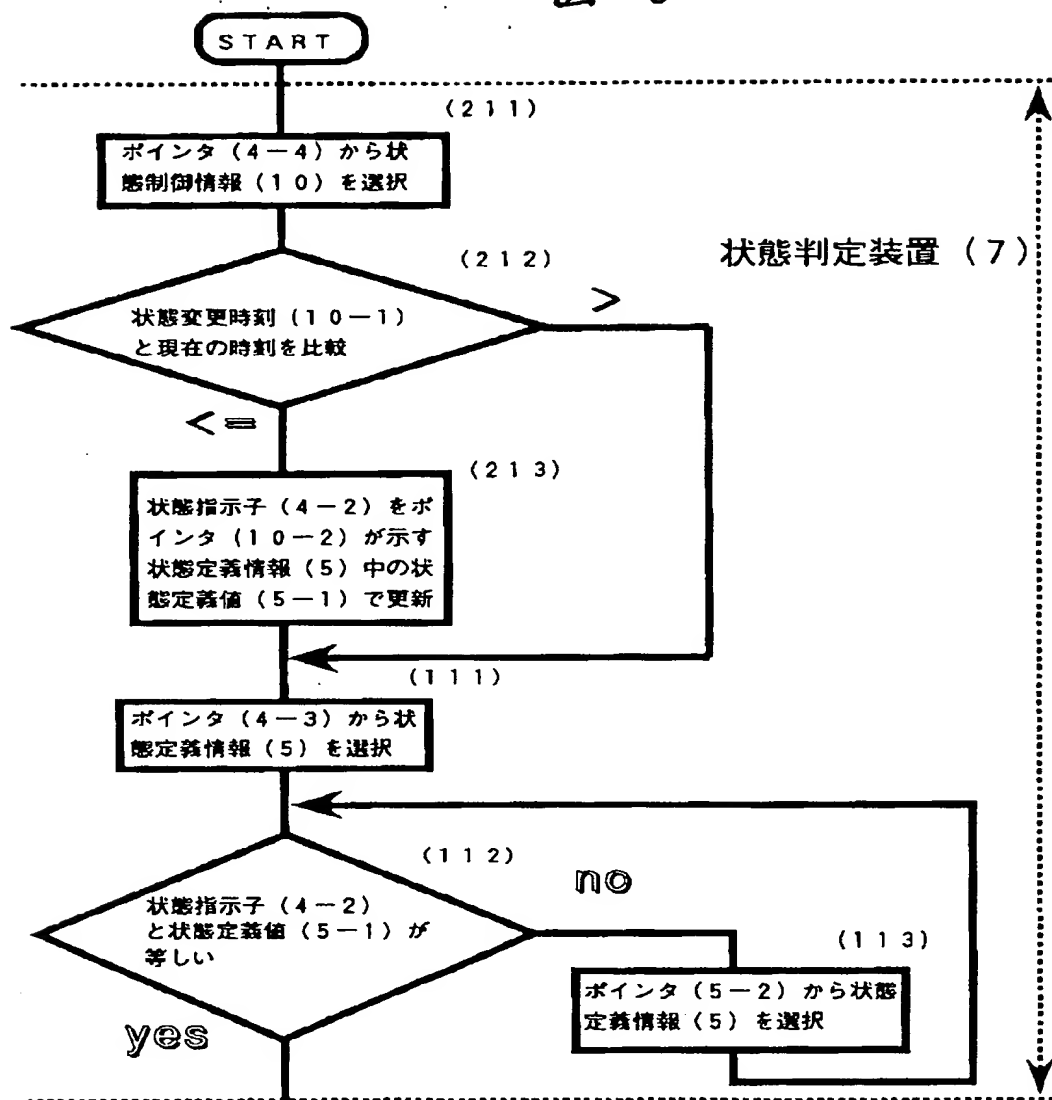 START
(211)
ポインタ(4-4)から状
態制御情報(10)を選択
(212)
状態判定装置(7)
>
状態変更時刻(10-1)
と現在の時刻を比較
<=
(213)
状態指示子(4-2)をポ
インタ(10-2)が示す
状態定義情報(5)中の状
態定義値(5-1)で更新
(111)
ポインタ(4-3)から状
態定義情報(5)を選択
(112)
no
状態指示子(4-2)
と状態定義値(5-1)が
等しい
(113)
ポインタ(5-2)から状態
定義情報(5)を選択
yes